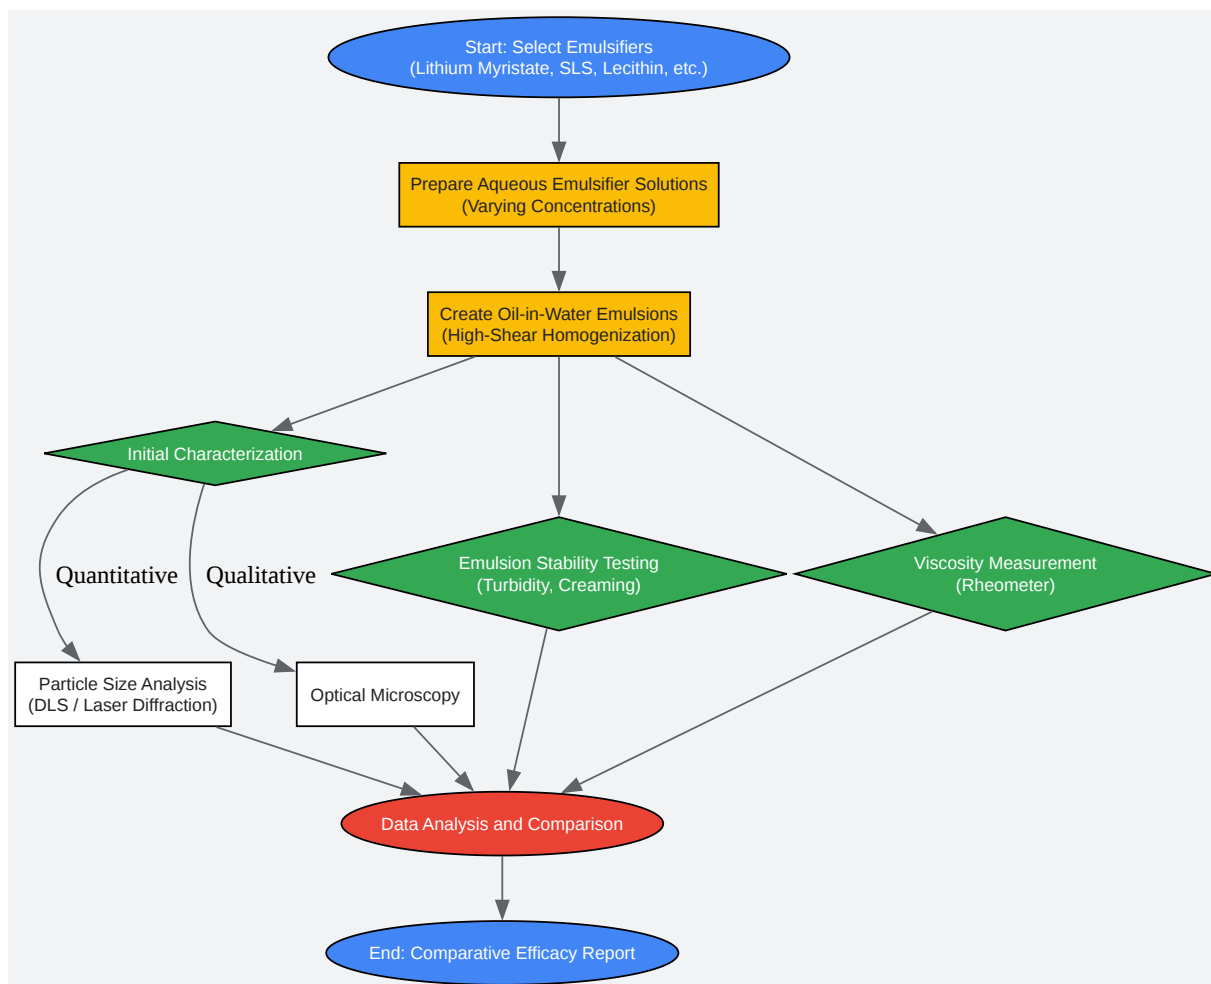 Start: Select Emulsifiers
(Lithium Myristate, SLS, Lecithin, etc.)
Prepare Aqueous Emulsifier Solutions
(Varying Concentrations)
Create Oil-in-Water Emulsions
(High-Shear Homogenization)
Initial Characterization
Quantitative
Qualitative
Emulsion Stability Testing
(Turbidity, Creaming)
Viscosity Measurement
(Rheometer)
Particle Size Analysis
(DLS / Laser Diffraction)
Optical Microscopy
Data Analysis and Comparison
End: Comparative Efficacy Report